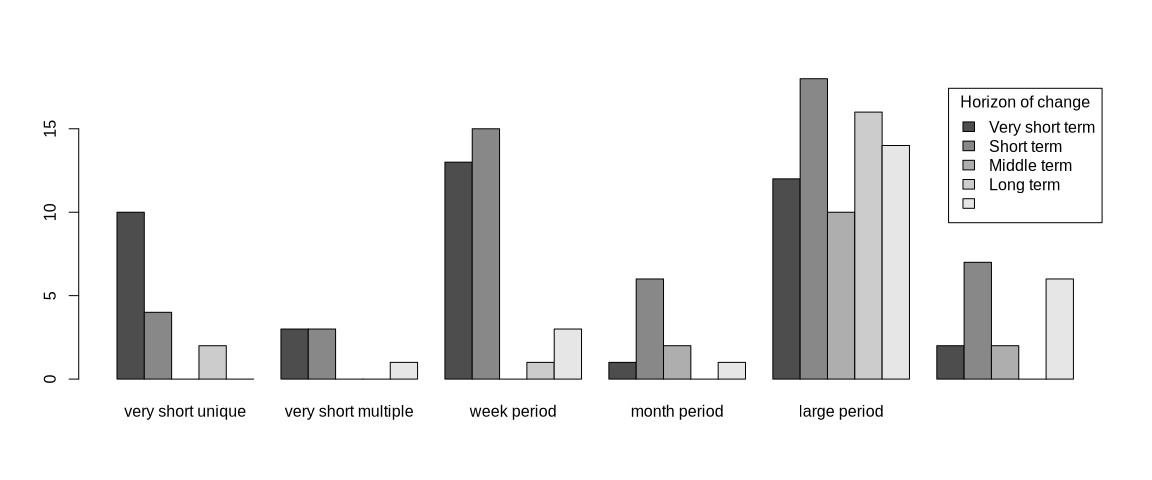 15
10
5
0
Horizon of change
Very short term
Short term
Middle term
Long term
very short unique
very short multiple
week period
month period
large period